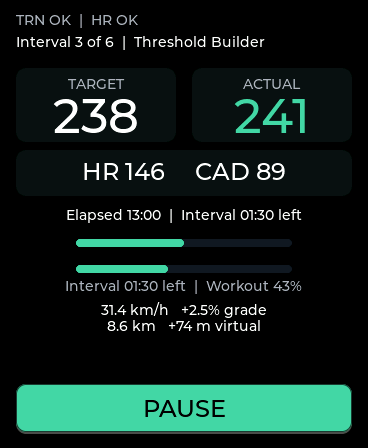 TRN OK | HR OK
Interval 3 of 6 | Threshold Builder
TARGET ACTUAL
238 241
HR 146 CAD 89
Elapsed 13:00 | Interval 01:30 left
Interval 01:30 left | Workout 43%
31.4 km/h +2.5% grade
8.6 km +74 m virtual
PAUSE